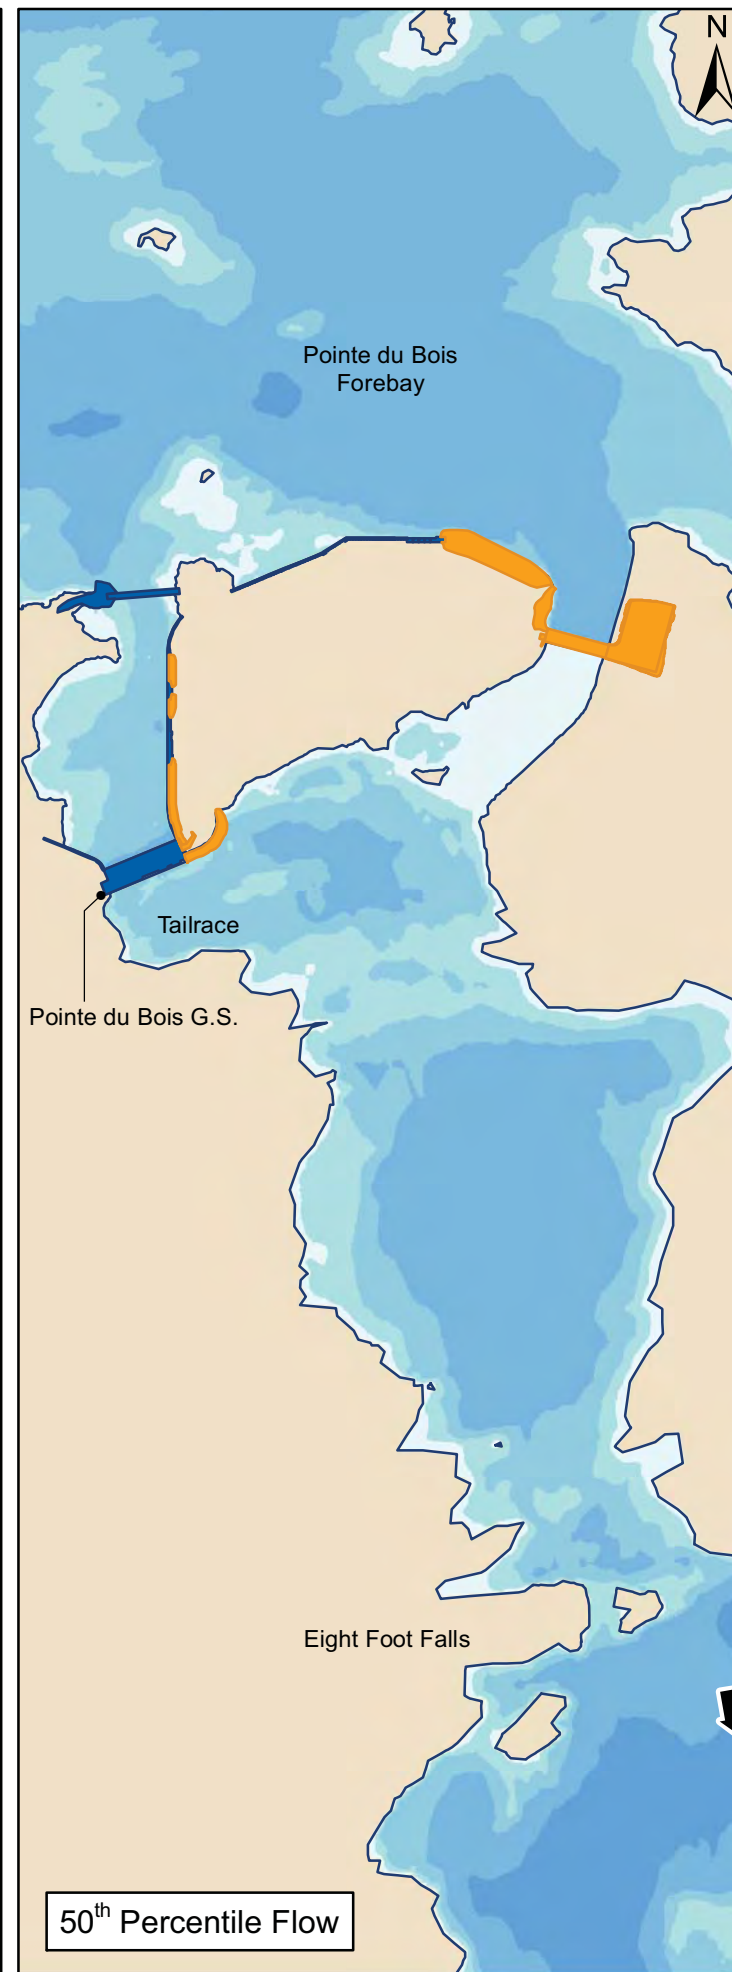 N
Pointe du Bois
Forebay
Tailrace
Pointe du Bois G.S.
Eight Foot Falls
50th Percentile Flow